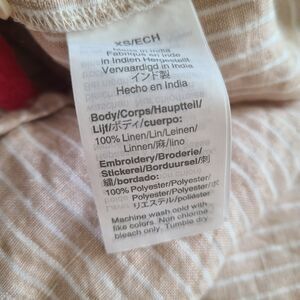 XS/ECH
Made in India
Fabriqué en Inde
in Indien Hergestellt
Vervaardigd in India
インド製
Hecho en India
Body/Corps/Hauptteil/
Lijf/ボディ/cuerpo:
100% Linen/Lin/Leinen/
Linnen/麻/lino
Embroidery/Broderie/
Stickerei/Borduursel/刺
繍/bordado:
100% Polyester/Polyester/
Polyester/Polyester/ポ
リエステル/poliéster
Machine wash cold with
like colors. Non chlorine
bleach only. Tumble dry